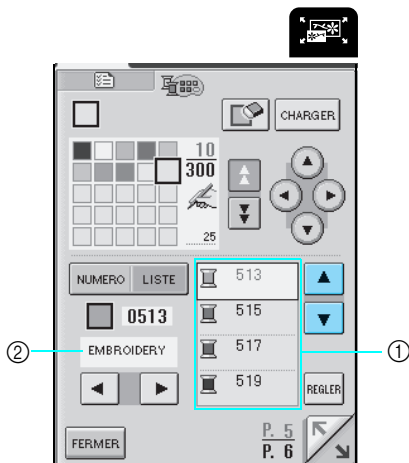 CHARGER
10
300
25
NUMERO LISTE
513
0513
515
② EMBROIDERY
517
①
519
REGLER
FERMER
P. 5
P. 6